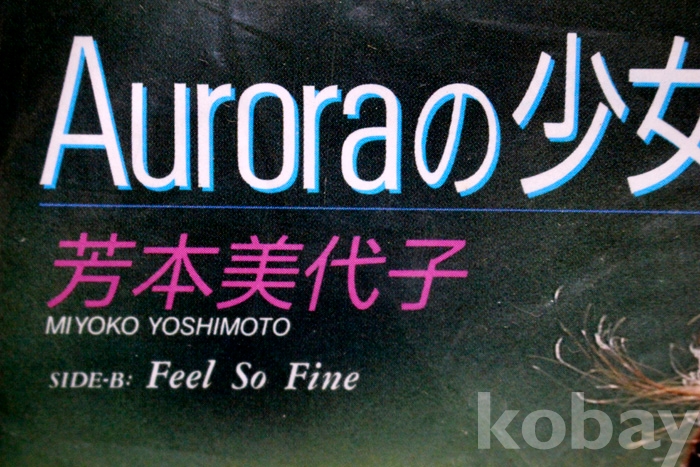 Auroraの少女
芳本美代子
MIYOKO YOSHIMOTO
SIDE-B: Feel So Fine
kobay